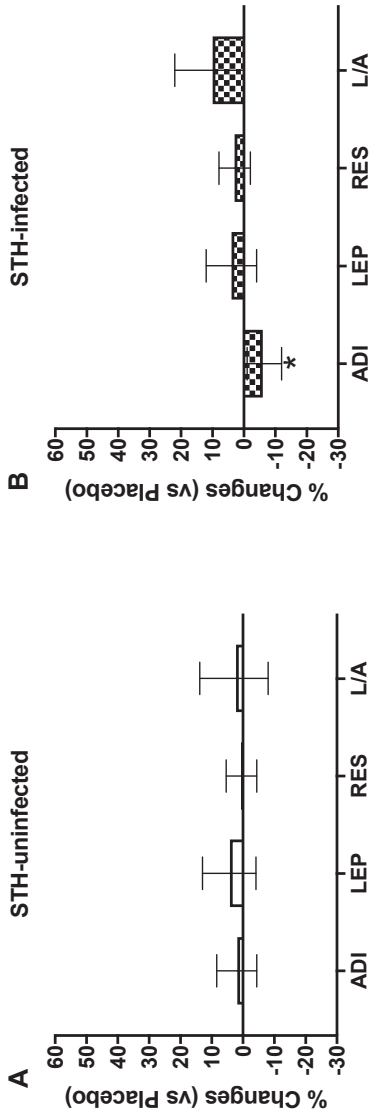 A
STH-uninfected
% Changes (vs Placebo)
60
50
40
30
20
10
0
-10
-20
-30
ADI LEP RES L/A
B
STH-infected
% Changes (vs Placebo)
60
50
40
30
20
10
0
-10
-20
-30
*
ADI LEP RES L/A